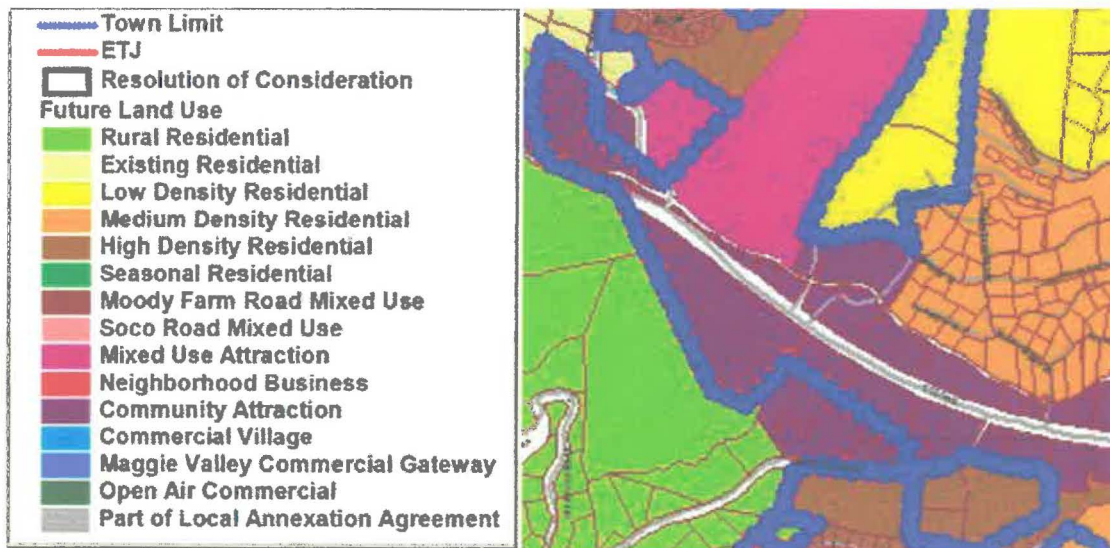 Town Limit
ETJ
Resolution of Consideration
Future Land Use
Rural Residential
Existing Residential
Low Density Residential
Medium Density Residential
High Density Residential
Seasonal Residential
Moody Farm Road Mixed Use
Soco Road Mixed Use
Mixed Use Attraction
Neighborhood Business
Community Attraction
Commercial Village
Maggie Valley Commercial Gateway
Open Air Commercial
Part of Local Annexation Agreement